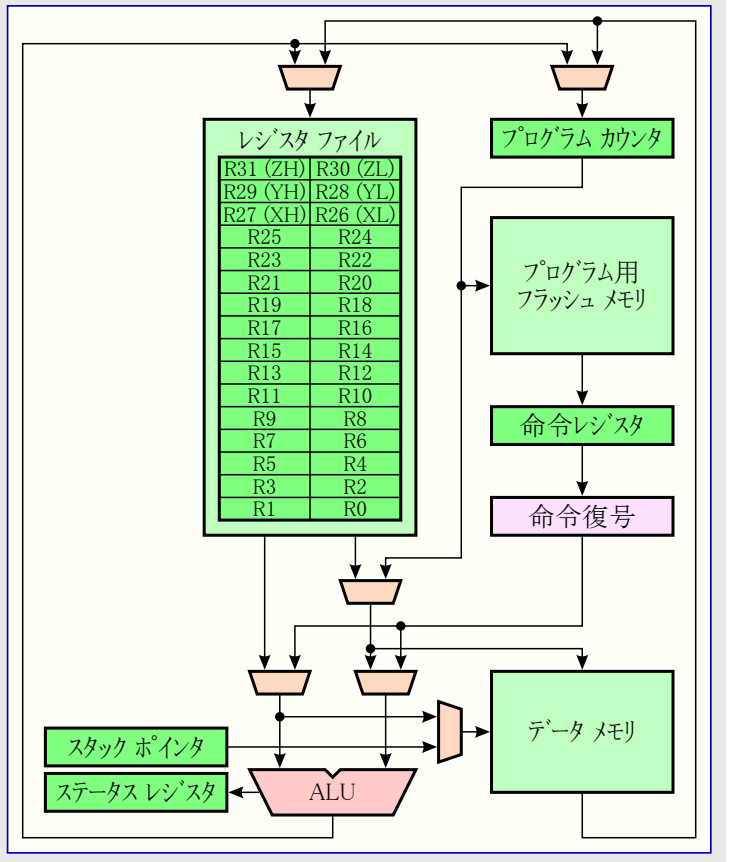 レジスタ ファイル
R31 (ZH) R30 (ZL)
R29 (YH) R28 (YL)
R27 (XH) R26 (XL)
R25 R24
R23 R22
R21 R20
R19 R18
R17 R16
R15 R14
R13 R12
R11 R10
R9 R8
R7 R6
R5 R4
R3 R2
R1 R0
プログラム カウンタ
プログラム用
フラッシュ メモリ
命令レジスタ
命令復号
スタック ポインタ
ステータス レジスタ
ALU
データ メモリ